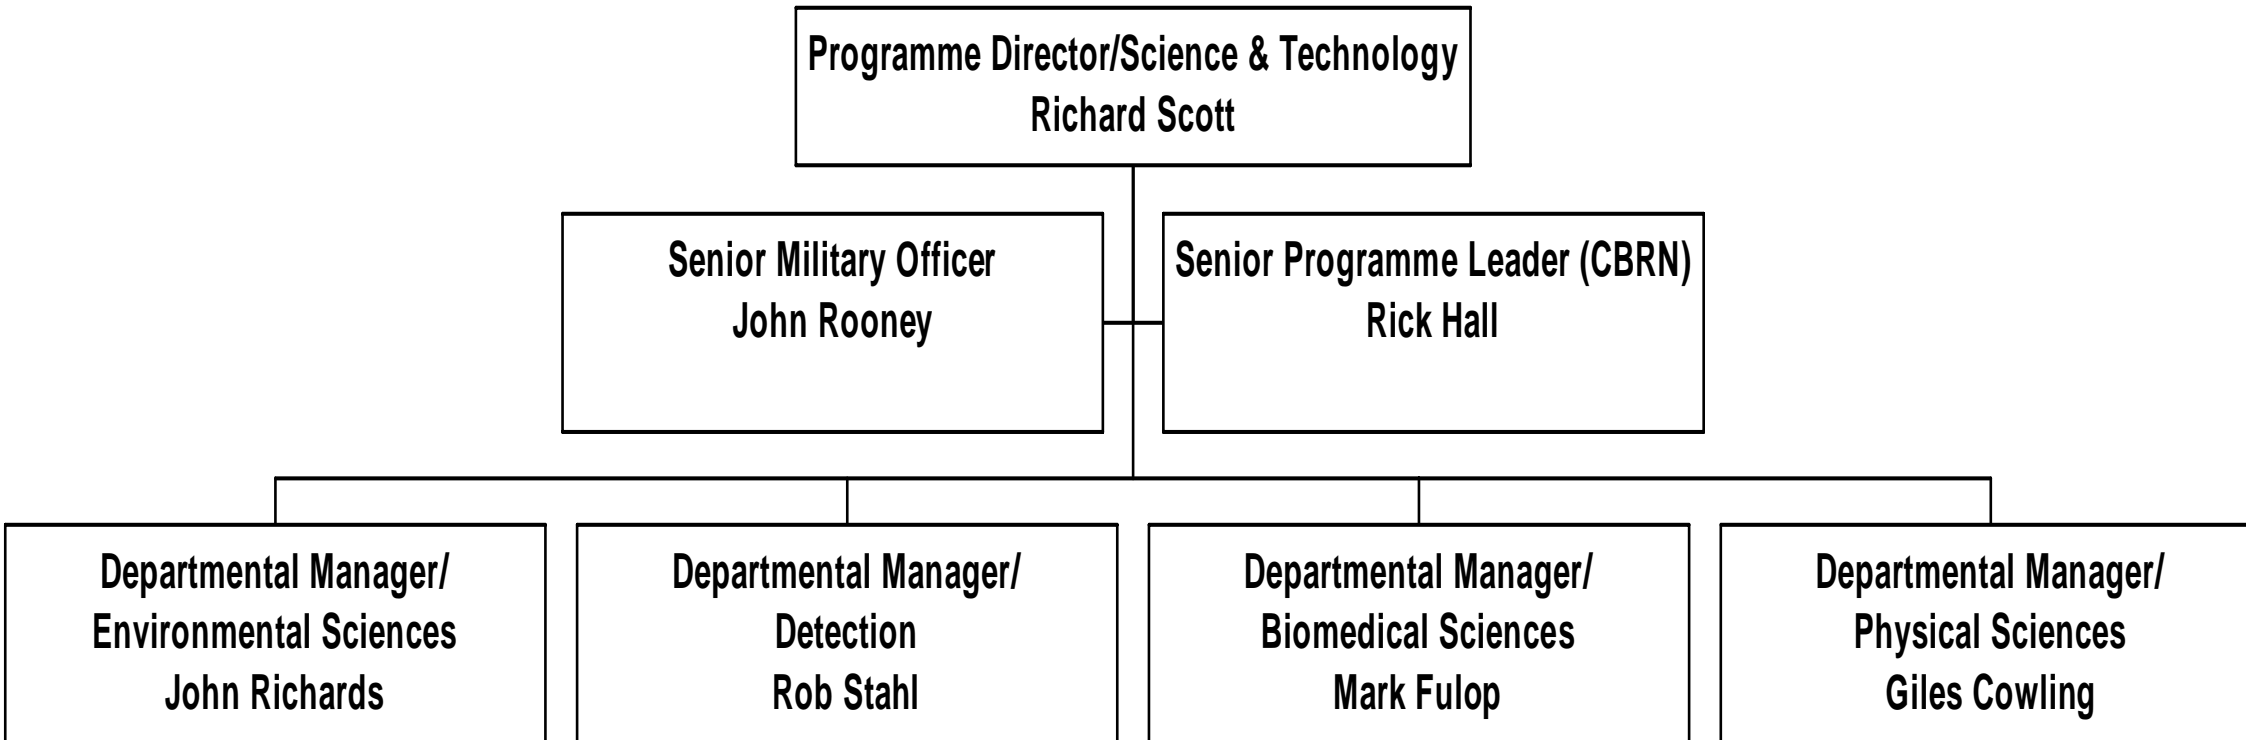 Programme Director/Science & Technology
Richard Scott
Senior Military Officer
John Rooney
Senior Programme Leader (CBRN)
Rick Hall
Departmental Manager/
Environmental Sciences
John Richards
Departmental Manager/
Detection
Rob Stahl
Departmental Manager/
Biomedical Sciences
Mark Fulop
Departmental Manager/
Physical Sciences
Giles Cowling